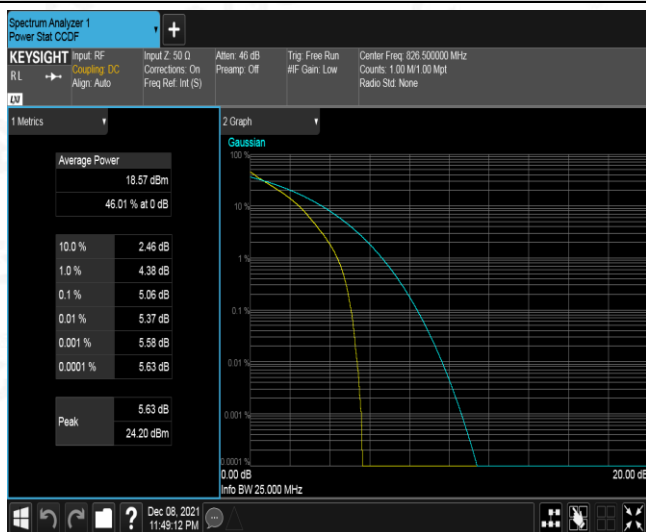 Spectrum Analyzer 1
Power Stat CCDF
+
KEYSIGHT
RL
LXI
Input: RF
Coupling: DC
Align: Auto
Input Z: 50 Ω
Corrections: On
Freq Ref: Int (S)
Atten: 46 dB
Preamp: Off
Trig: Free Run
#IF Gain: Low
Center Freq: 826.500000 MHz
Counts: 1.00 M/1.00 Mpt
Radio Std: None
1 Metrics
Average Power
18.57 dBm
46.01 % at 0 dB
10.0 % 2.46 dB
1.0 % 4.38 dB
0.1 % 5.06 dB
0.01 % 5.37 dB
0.001 % 5.58 dB
0.0001 % 5.63 dB
Peak
5.63 dB
24.20 dBm
2 Graph
Gaussian
100 %
10 %
1 %
0.1 %
0.01 %
0.001 %
0.0001 %
0.00 dB 20.00 dB
Info BW 25.000 MHz
?
Dec 08, 2021
11:49:12 PM